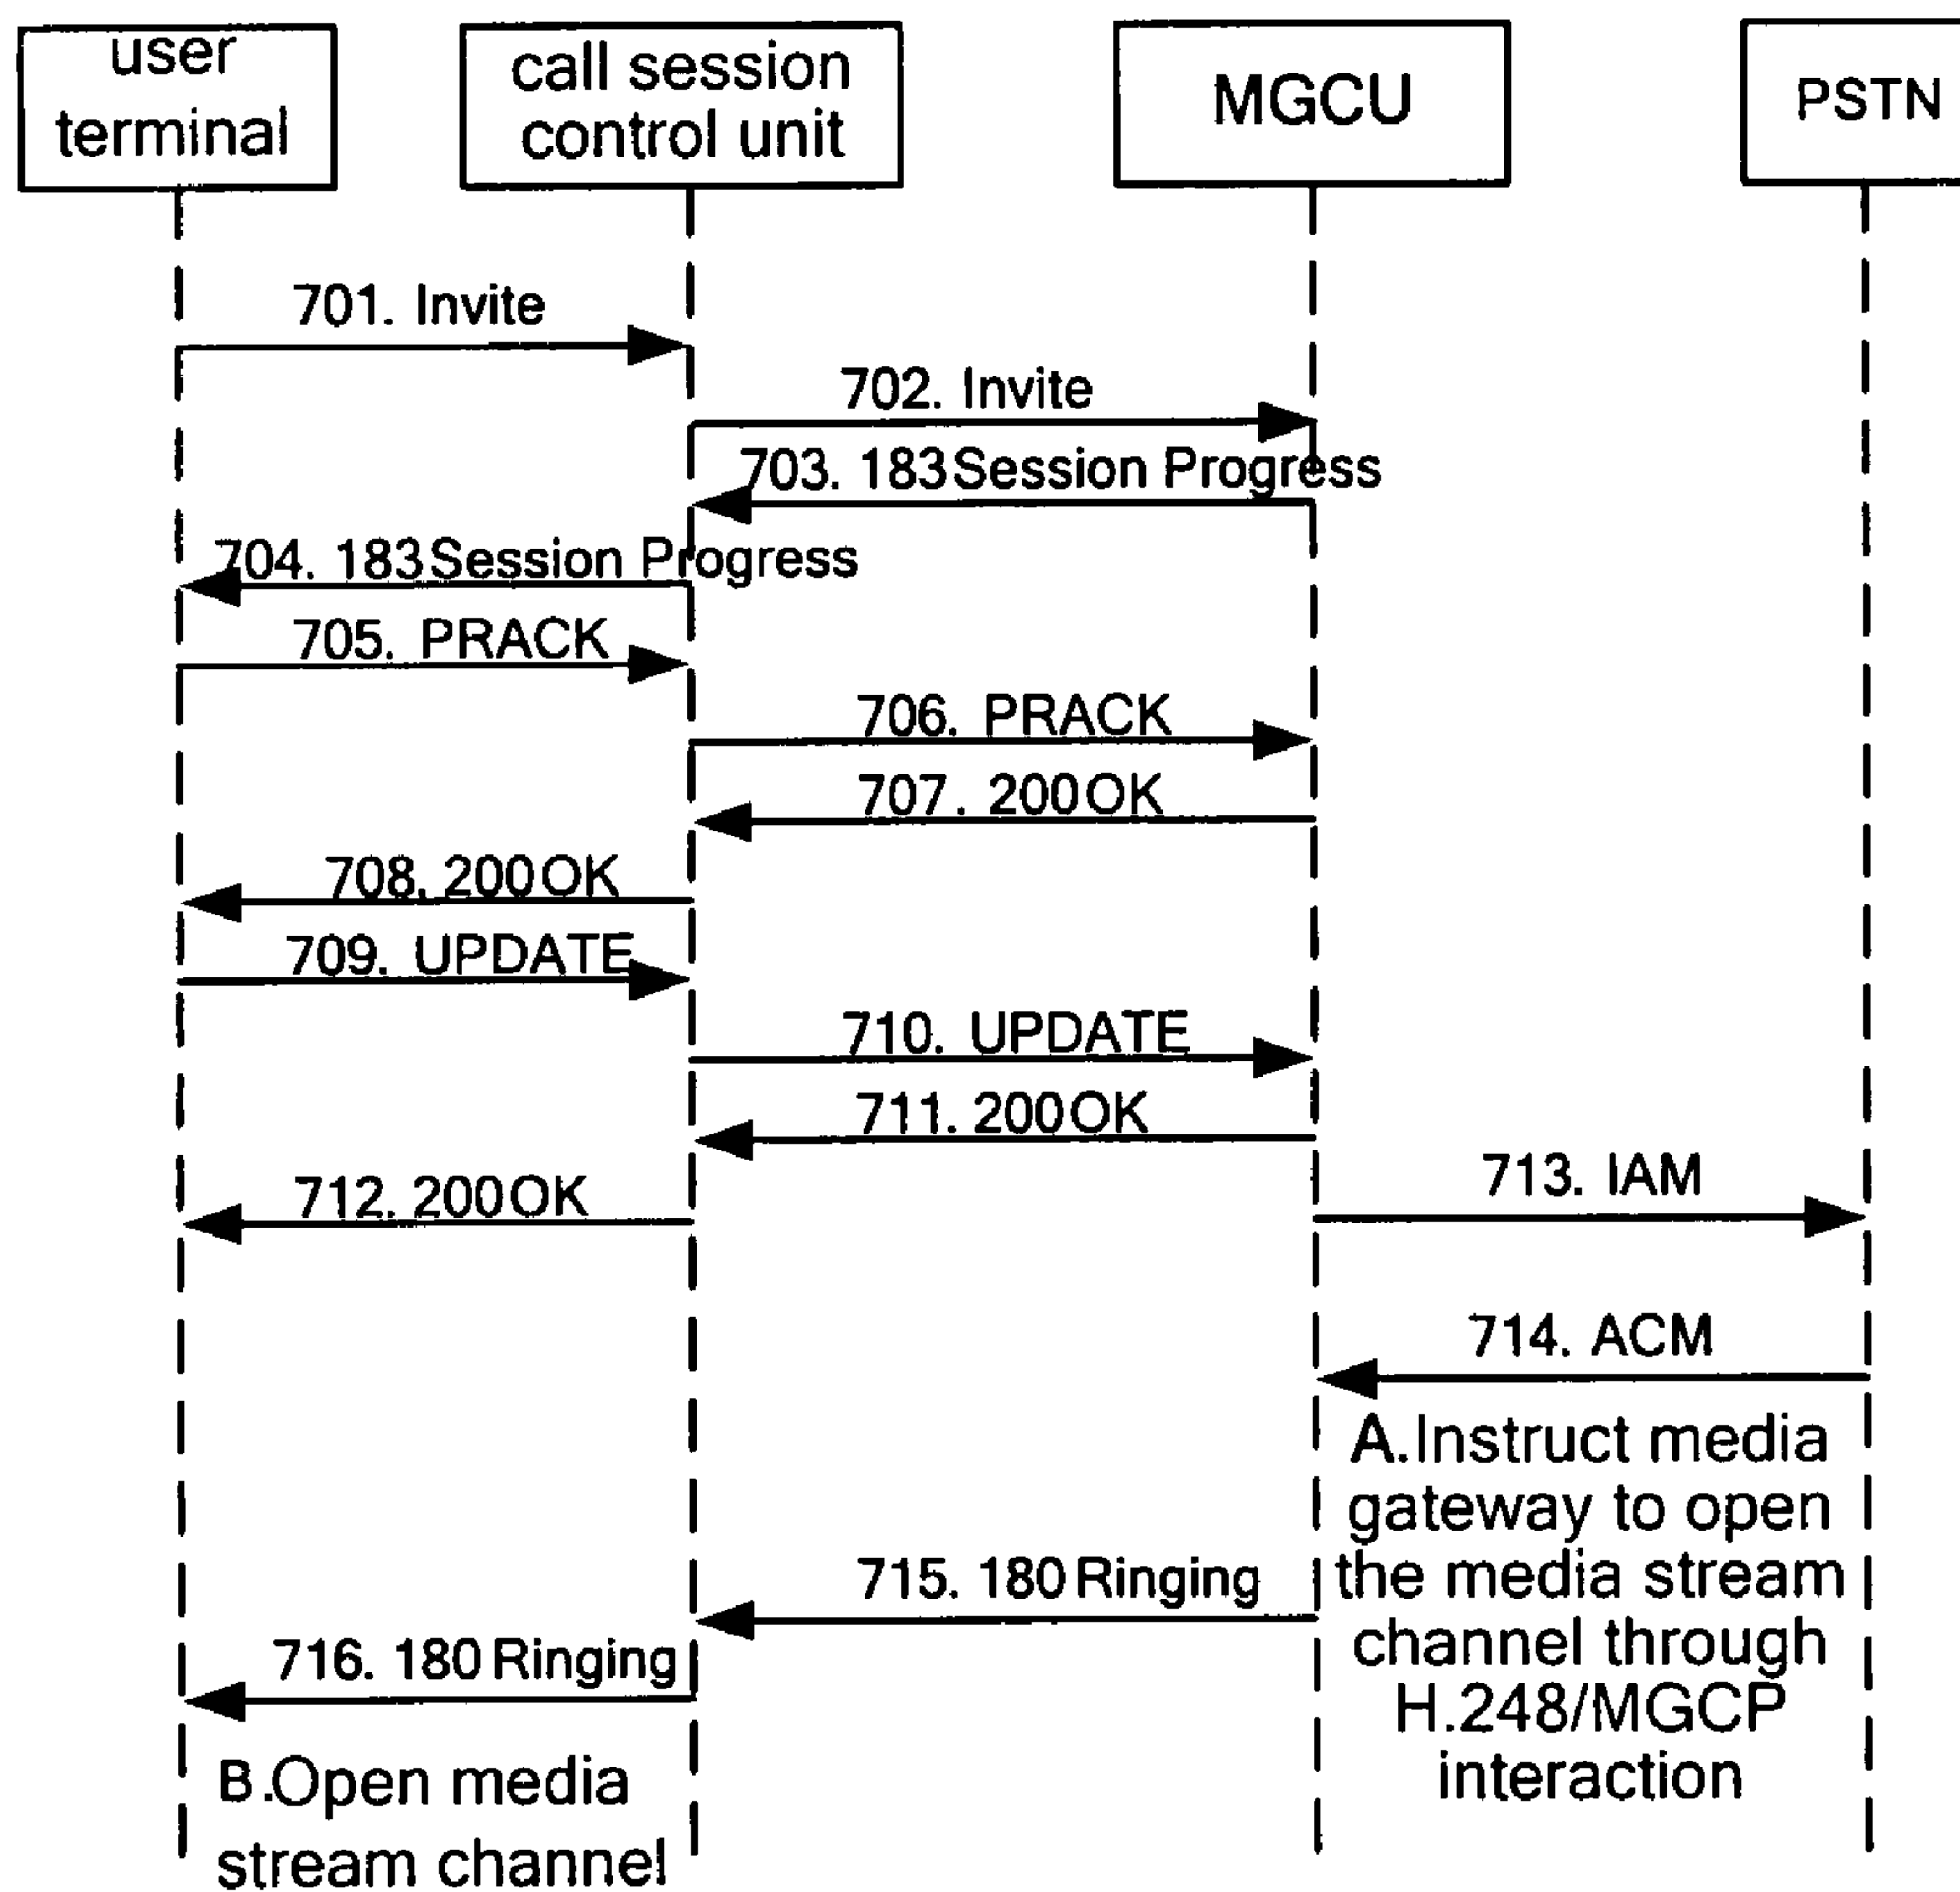 user
terminal
call session
control unit
MGCU
PSTN
701. Invite
702. Invite
703. 183 Session Progress
704. 183 Session Progress
705. PRACK
706. PRACK
707. 200 OK
708. 200 OK
709. UPDATE
710. UPDATE
711. 200 OK
712. 200 OK
713. IAM
714. ACM
A.Instruct media
gateway to open
the media stream
channel through
H.248/MGCP
interaction
715. 180 Ringing
716. 180 Ringing
B.Open media
stream channel